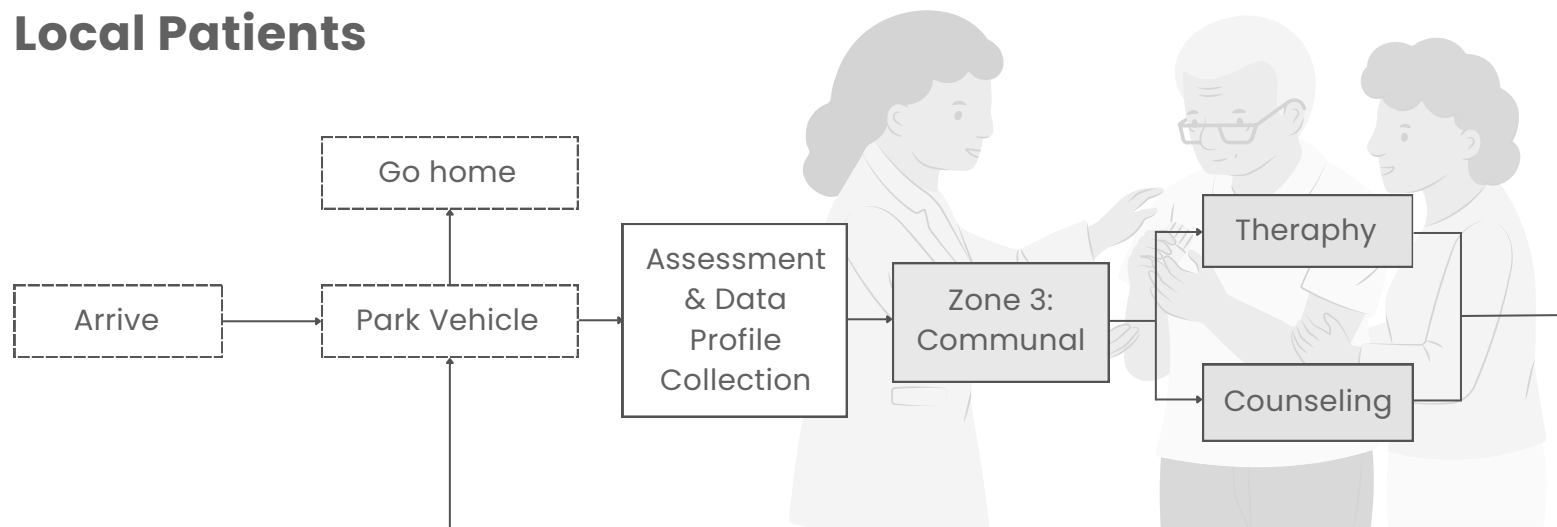 Local Patients
Go home
Arrive
Park Vehicle
Assessment
& Data
Profile
Collection
Zone 3:
Communal
Theraphy
Counseling